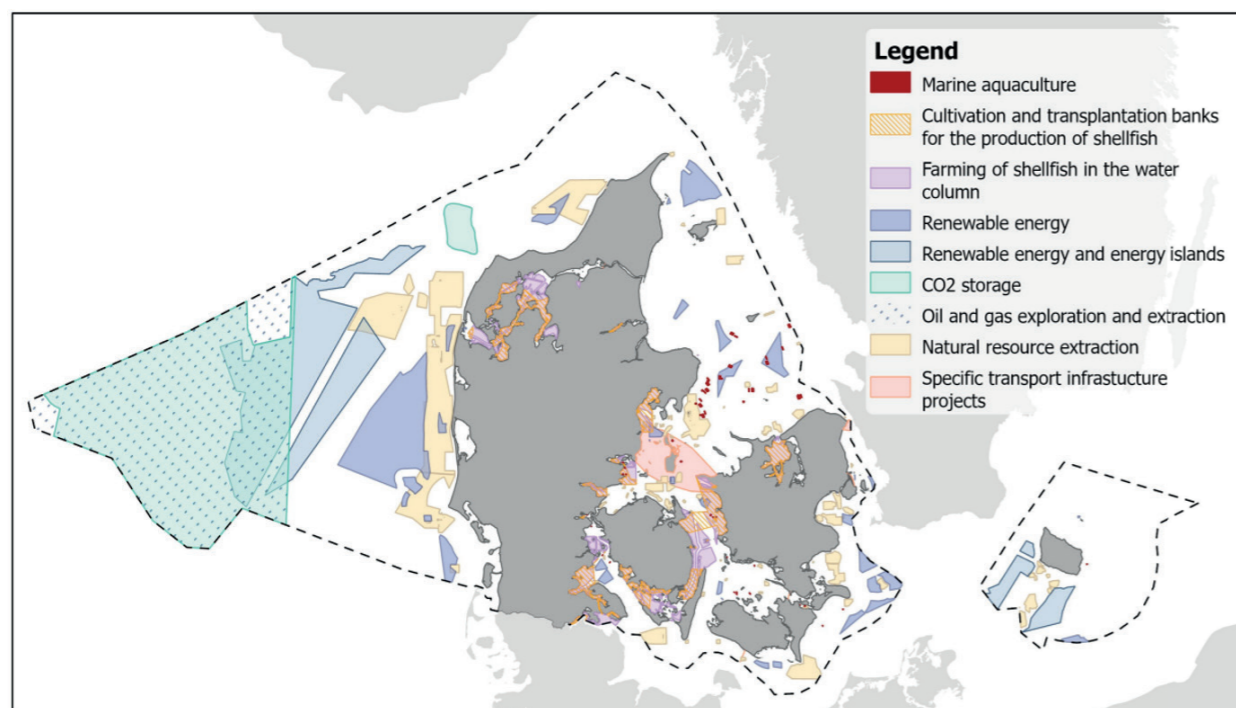 Legend
Marine aquaculture
Cultivation and transplantation banks
for the production of shellfish
Farming of shellfish in the water
column
Renewable energy
Renewable energy and energy islands
CO2 storage
Oil and gas exploration and extraction
Natural resource extraction
Specific transport infrastucture
projects